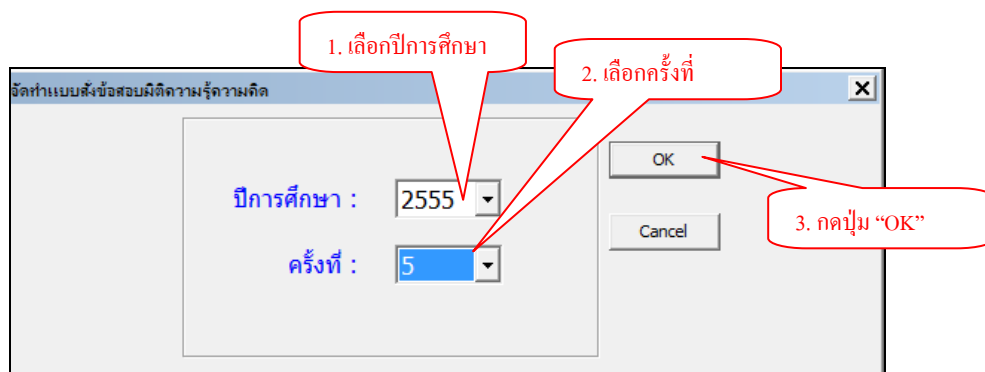 1. เลือกปีการศึกษา
2. เลือกครั้งที่
จัดทำแบบสั่งข้อสอบมิติความรู้ความคิด
OK
ปีการศึกษา : 2555
Cancel
3. กดปุ่ม “OK”
ครั้งที่ : 5